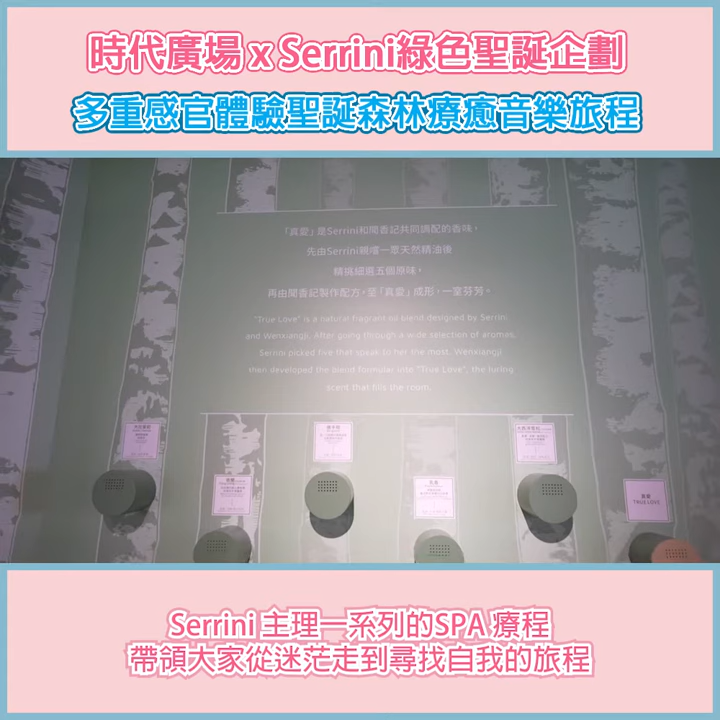 時代廣場 x Serrini綠色聖誕企劃
多重感官體驗聖誕森林療癒音樂旅程
「真愛」是Serrini和聞香記共同調配的香味，
先由Serrini親嚐一眾天然精油後
精挑細選五個原味，
再由聞香記製作配方，至「真愛」成形，一室芬芳。
"True Love" is a natural fragrances blend designed by Serrini
and Wenxiangji. After going through a wide selection of aromas,
Serrini picked five that speak to her the most. Wenxiangji
then developed the blend formular into "True Love", the luring
scent that fills the room.
真愛
TRUE LOVE
Serrini 主理一系列的SPA 療程
帶領大家從迷茫走到尋找自我的旅程